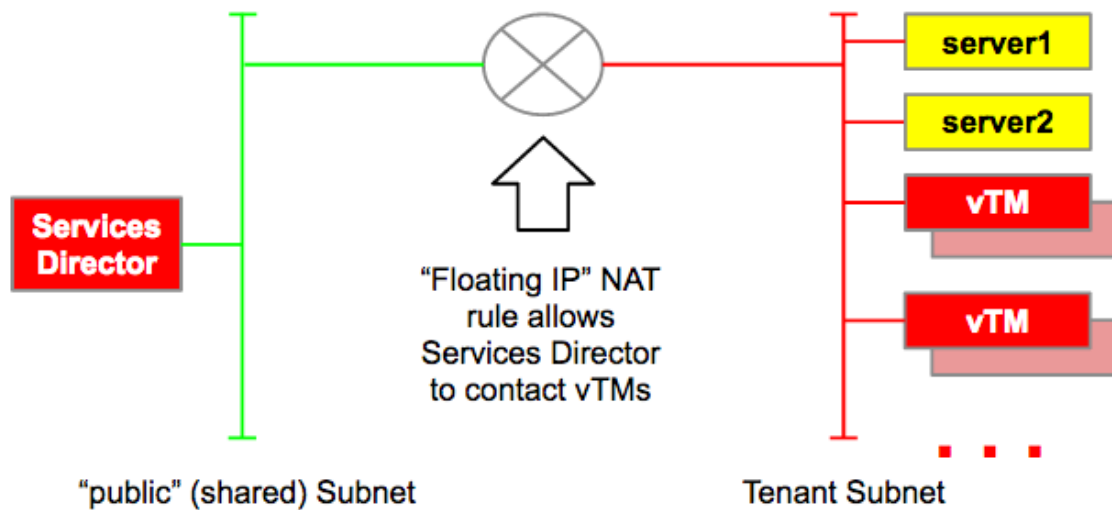 server1
server2
vTM
vTM
Services
Director
“Floating IP” NAT
rule allows
Services Director
to contact vTMs
“public” (shared) Subnet
Tenant Subnet
. . .